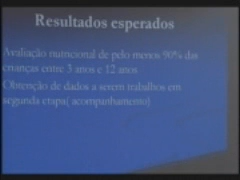 Resultados esperados
Avaliação nutricional de pelo menos 90% das
crianças entre 3 anos e 12 anos
Obtenção de dados a serem trabalhos em
segunda etapa( acompanhamento)